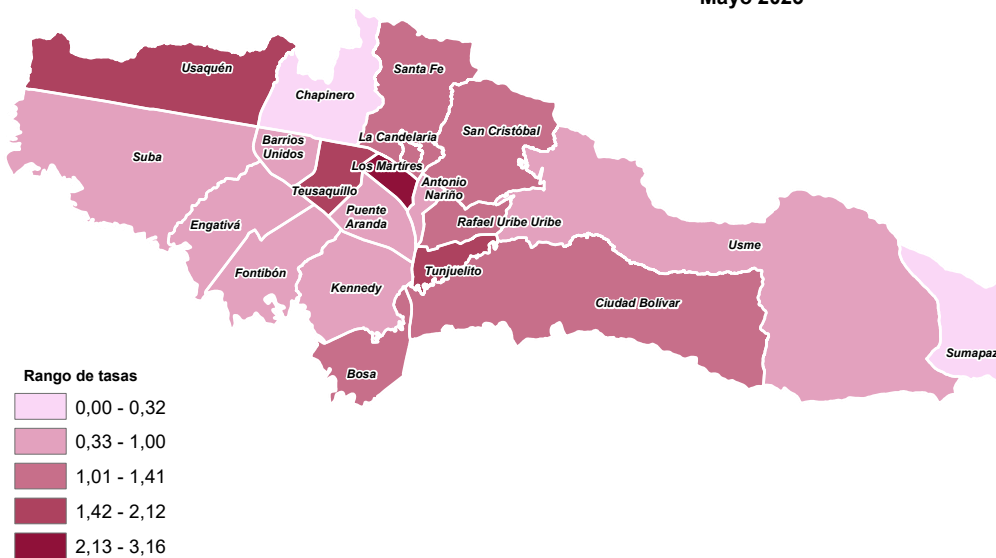 Mayo 2023
Usaquén
Santa Fe
Chapinero
San Cristóbal
La Candelaria
Barrios
Unidos
Suba
Los Mártires
Antonio
Nariño
Teusaquillo
Puente
Aranda
Engativá
Rafael Uribe Uribe
Usme
Fontibón
Tunjuelito
Kennedy
Ciudad Bolívar
Sumapaz
Bosa
Rango de tasas
0,00 - 0,32
0,33 - 1,00
1,01 - 1,41
1,42 - 2,12
2,13 - 3,16